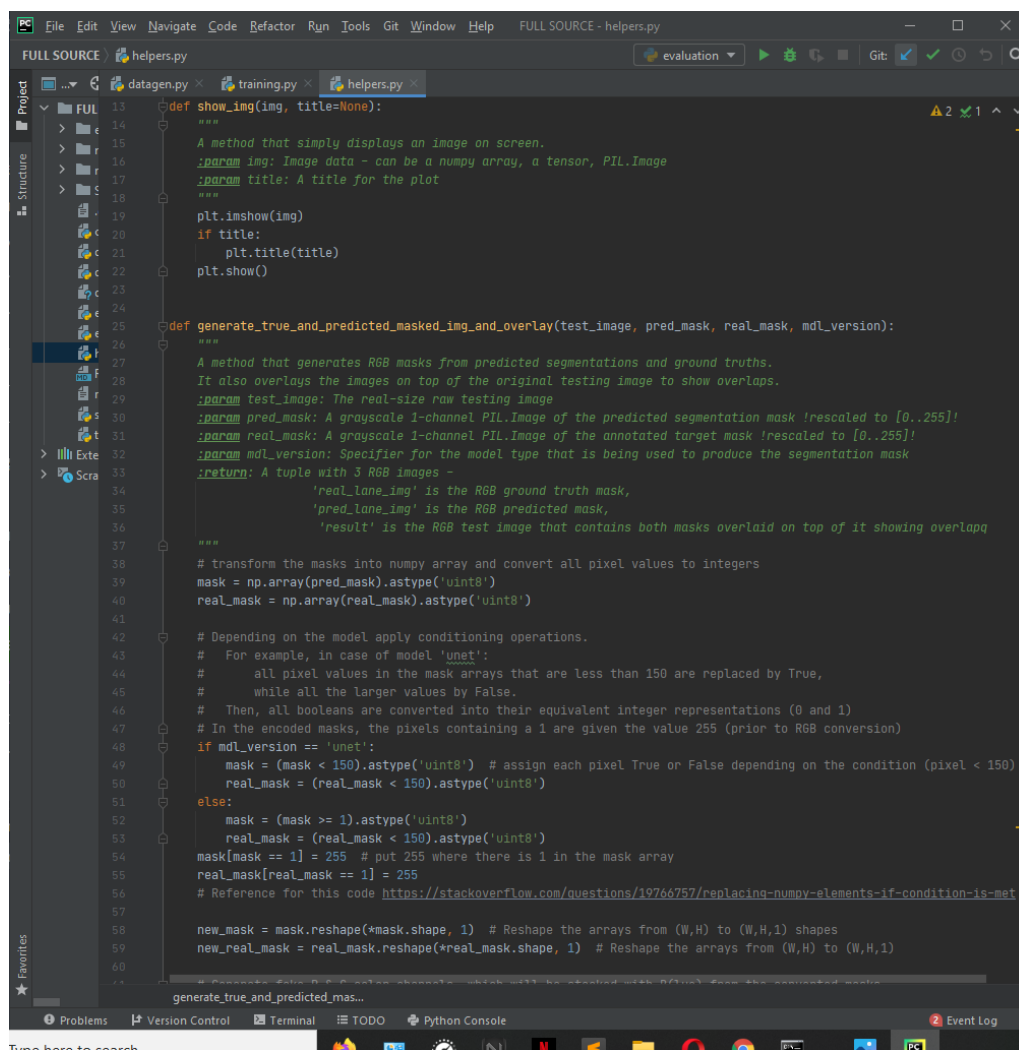 PC File Edit View Navigate Code Refactor Run Tools Git Window Help FULL SOURCE - helpers.py
FULL SOURCE helpers.py evaluation Git:
datagen.py training.py helpers.py
Project
Structure
Favorites
FUL
Exte
Scra
2 1
13 def show_img(img, title=None):
14 """
15 A method that simply displays an image on screen.
16 :param img: Image data - can be a numpy array, a tensor, PIL.Image
17 :param title: A title for the plot
18 """
19 plt.imshow(img)
20 if title:
21 plt.title(title)
22 plt.show()
23
24
25 def generate_true_and_predicted_masked_img_and_overlay(test_image, pred_mask, real_mask, mdl_version):
26 """
27 A method that generates RGB masks from predicted segmentations and ground truths.
28 It also overlays the images on top of the original testing image to show overlaps.
29 :param test_image: The real-size raw testing image
30 :param pred_mask: A grayscale 1-channel PIL.Image of the predicted segmentation mask !rescaled to [0..255]!
31 :param real_mask: A grayscale 1-channel PIL.Image of the annotated target mask !rescaled to [0..255]!
32 :param mdl_version: Specifier for the model type that is being used to produce the segmentation mask
33 :return: A tuple with 3 RGB images -
34 'real_lane_img' is the RGB ground truth mask,
35 'pred_lane_img' is the RGB predicted mask,
36 'result' is the RGB test image that contains both masks overlaid on top of it showing overlapq
37 """
38 # transform the masks into numpy array and convert all pixel values to integers
39 mask = np.array(pred_mask).astype('uint8')
40 real_mask = np.array(real_mask).astype('uint8')
41
42 # Depending on the model apply conditioning operations.
43 # For example, in case of model 'unet':
44 # all pixel values in the mask arrays that are less than 150 are replaced by True,
45 # while all the larger values by False.
46 # Then, all booleans are converted into their equivalent integer representations (0 and 1)
47 # In the encoded masks, the pixels containing a 1 are given the value 255 (prior to RGB conversion)
48 if mdl_version == 'unet':
49 mask = (mask < 150).astype('uint8') # assign each pixel True or False depending on the condition (pixel < 150)
50 real_mask = (real_mask < 150).astype('uint8')
51 else:
52 mask = (mask >= 1).astype('uint8')
53 real_mask = (real_mask < 150).astype('uint8')
54 mask[mask == 1] = 255 # put 255 where there is 1 in the mask array
55 real_mask[real_mask == 1] = 255
56 # Reference for this code https://stackoverflow.com/questions/19766757/replacing-numpy-elements-if-condition-is-met
57
58 new_mask = mask.reshape(*mask.shape, 1) # Reshape the arrays from (W,H) to (W,H,1) shapes
59 new_real_mask = real_mask.reshape(*real_mask.shape, 1) # Reshape the arrays from (W,H) to (W,H,1)
60
generate_true_and_predicted_mas...
Problems Version Control Terminal TODO Python Console 2 Event Log
Type here to search